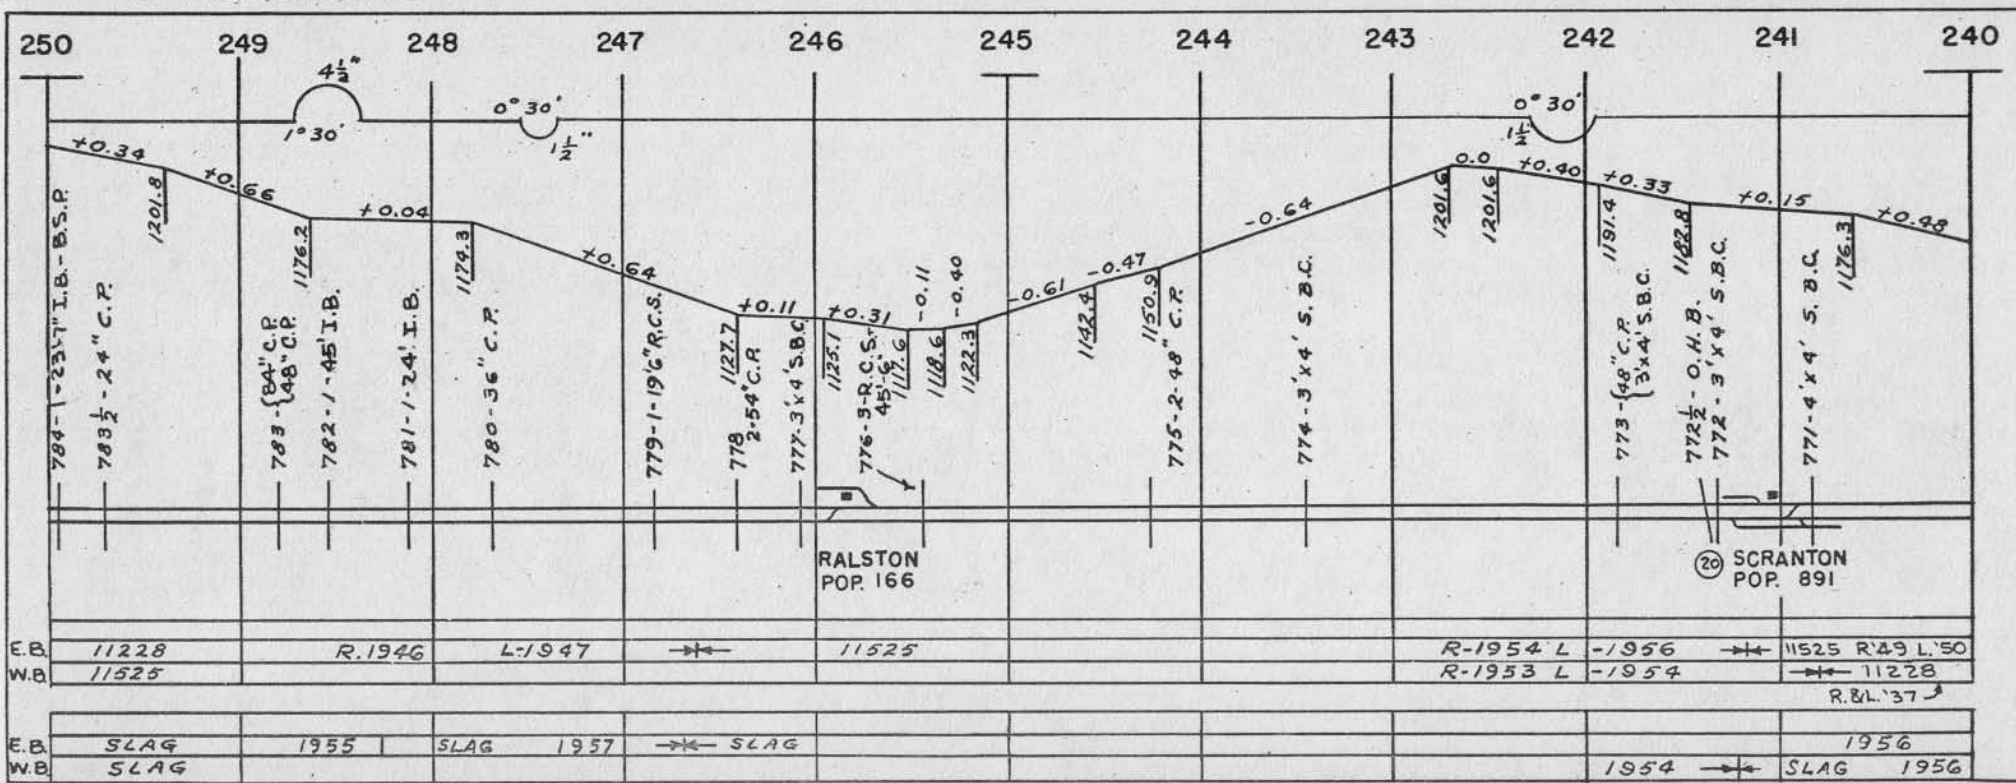 250 249 248 247 246 245 244 243 242 241 240
4½"
1°30'
0°30'
1½"
0°30'
1½
+0.34
+0.66
+0.04
+0.64
+0.11
+0.31
-0.11
-0.40
-0.61
-0.47
-0.64
0.0
+0.40
+0.33
+0.15
+0.48
1201.8
1176.2
1174.3
1127.7
1125.1
1117.6
1118.6
1122.3
1142.4
1150.9
1201.6
1201.6
1191.4
1182.8
1176.3
784-1-23'-7" I.B.-B.S.P.
783½-24" C.P.
783-{84" C.P.
{48" C.P.
782-1-45' I.B.
781-1-24' I.B.
780-36" C.P.
779-1-19'6" R.C.S.
778
2-54" C.P.
777-3'x4' S.B.C.
776-3-R.C.S.-
45'-6"
775-2-48" C.P.
774-3'x4' S.B.C.
773-{48" C.P.
{3'x4' S.B.C.
772½-O.H.B.
772-3'x4' S.B.C.
771-4'x4' S.B.C.
RALSTON
POP. 166
20 SCRANTON
POP. 891
E.B. 11228 R.1946 L-1947 11525 R-1954 L -1956 11525 R'49 L.'50
W.B. 11525 R-1953 L -1954 11228
R.&L.'37
E.B. SLAG 1955 SLAG 1957 SLAG 1956
W.B. SLAG 1954 SLAG 1956